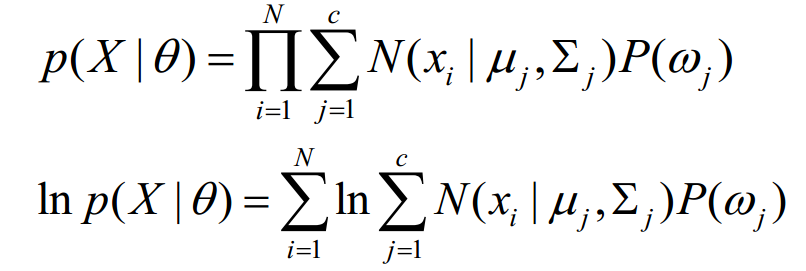 p(X | θ) = ∏_{i=1}^{N} ∑_{j=1}^{c} N(x_i | μ_j, Σ_j)P(ω_j)
ln p(X | θ) = ∑_{i=1}^{N} ln ∑_{j=1}^{c} N(x_i | μ_j, Σ_j)P(ω_j)